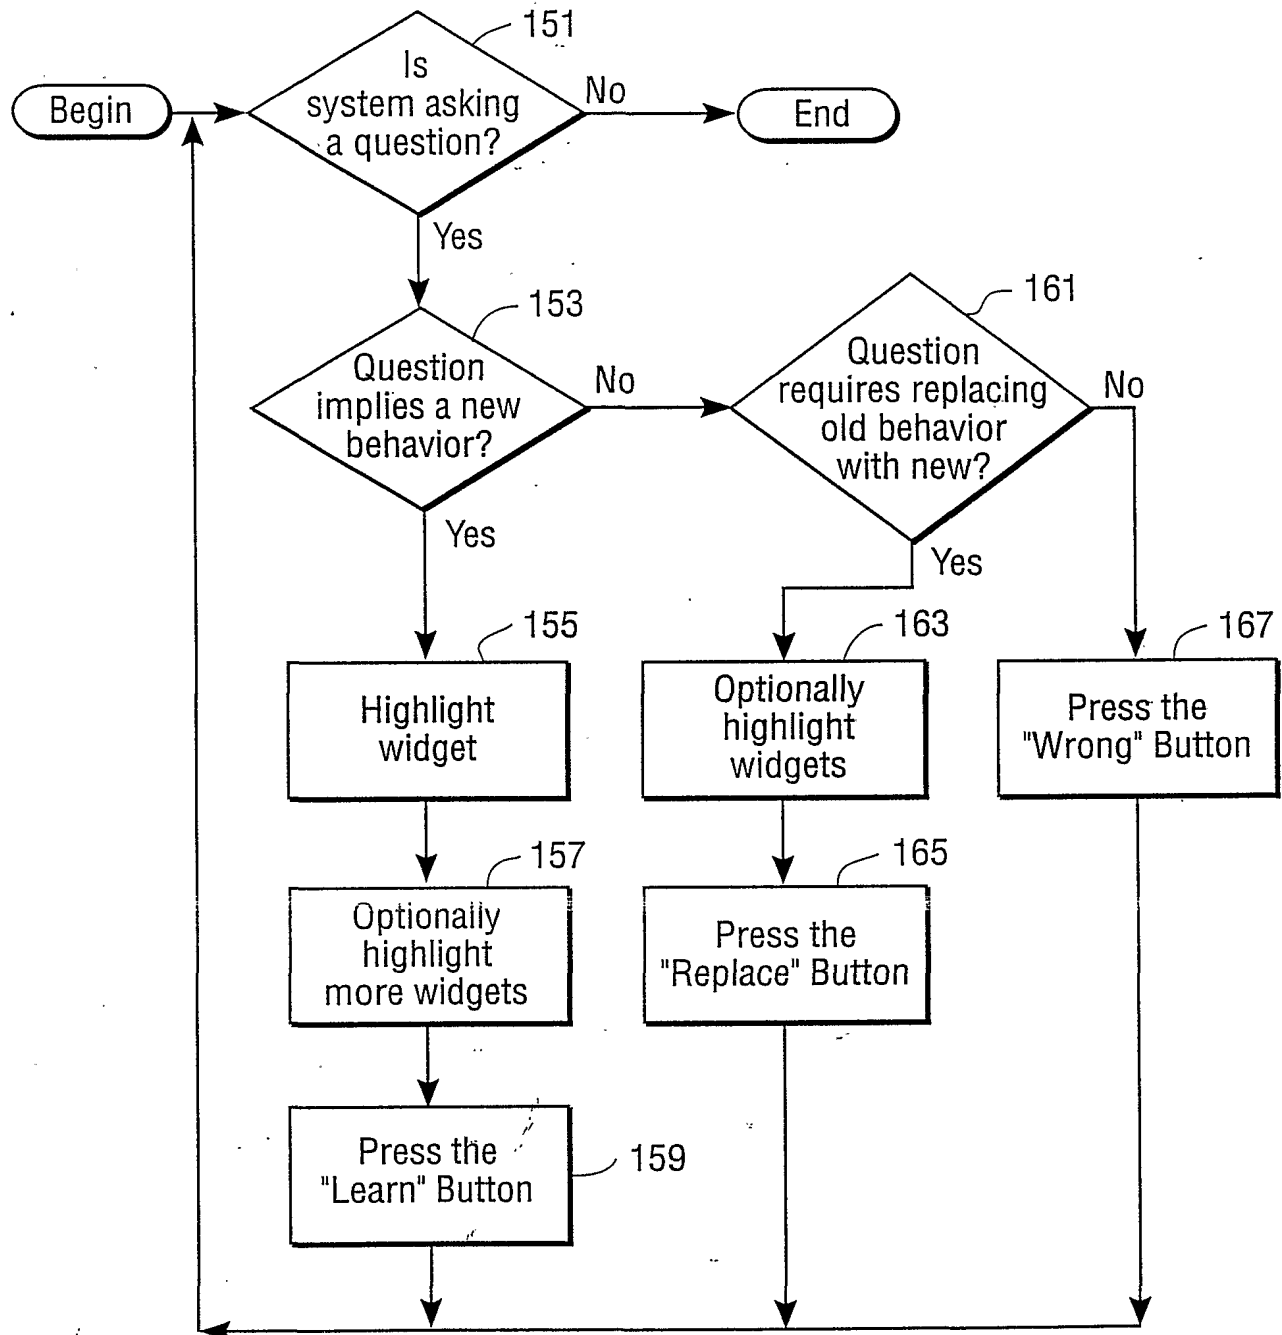 151
Is
system asking
a question?
Begin
No
End
Yes
153
Question
implies a new
behavior?
No
161
Question
requires replacing
old behavior
with new?
No
Yes
Yes
155
Highlight
widget
163
Optionally
highlight
widgets
167
Press the
"Wrong" Button
157
Optionally
highlight
more widgets
165
Press the
"Replace" Button
Press the
"Learn" Button
159